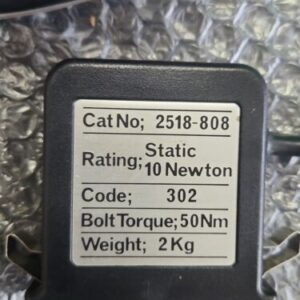 Cat No; 2518-808
Rating; Static
10 Newton
Code; 302
Bolt Torque; 50Nm
Weight; 2Kg